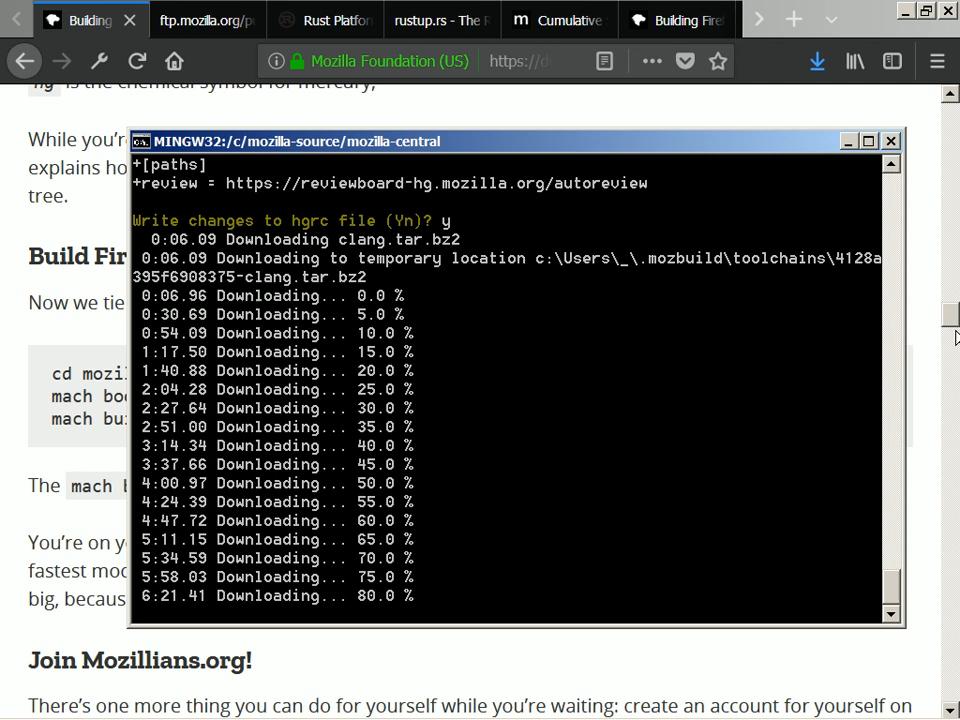 Building
ftp.mozilla.org/pu
Rust Platfor
rustup.rs - The R
Cumulative
Building Fire
Mozilla Foundation (US)
https://d
hg is the chemical symbol for mercury,
While you're
explains ho
tree.
Build Fir
Now we tie
cd mozil
mach boo
mach bui
The mach b
You're on y
fastest mod
big, becaus
MINGW32:/c/mozilla-source/mozilla-central
+[paths]
+review = https://reviewboard-hg.mozilla.org/autoreview
Write changes to hgrc file (Yn)? y
0:06.09 Downloading clang.tar.bz2
0:06.09 Downloading to temporary location c:\Users\_\.mozbuild\toolchains\4128a
395f6908375-clang.tar.bz2
0:06.96 Downloading... 0.0 %
0:30.69 Downloading... 5.0 %
0:54.09 Downloading... 10.0 %
1:17.50 Downloading... 15.0 %
1:40.88 Downloading... 20.0 %
2:04.28 Downloading... 25.0 %
2:27.64 Downloading... 30.0 %
2:51.00 Downloading... 35.0 %
3:14.34 Downloading... 40.0 %
3:37.66 Downloading... 45.0 %
4:00.97 Downloading... 50.0 %
4:24.39 Downloading... 55.0 %
4:47.72 Downloading... 60.0 %
5:11.15 Downloading... 65.0 %
5:34.59 Downloading... 70.0 %
5:58.03 Downloading... 75.0 %
6:21.41 Downloading... 80.0 %
Join Mozillians.org!
There's one more thing you can do for yourself while you're waiting: create an account for yourself on